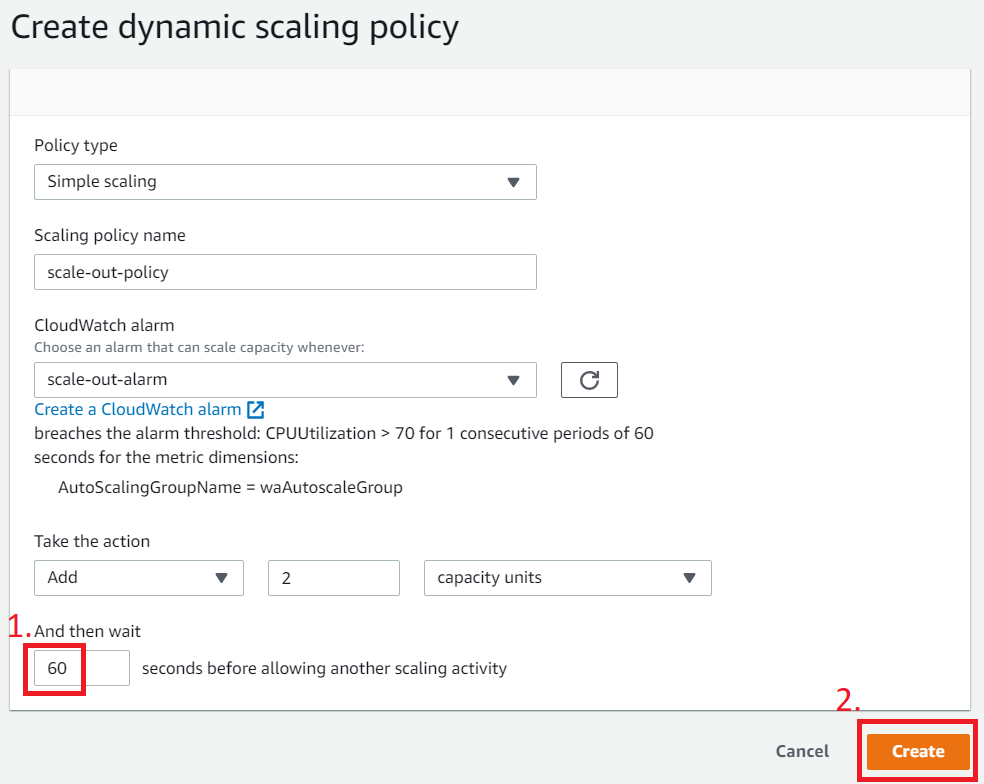 Create dynamic scaling policy
Policy type
Simple scaling
Scaling policy name
scale-out-policy
CloudWatch alarm
Choose an alarm that can scale capacity whenever:
scale-out-alarm
Create a CloudWatch alarm
breaches the alarm threshold: CPUUtilization > 70 for 1 consecutive periods of 60
seconds for the metric dimensions:
AutoScalingGroupName = waAutoscaleGroup
Take the action
Add 2 capacity units
1. And then wait
60 seconds before allowing another scaling activity
2.
Cancel Create